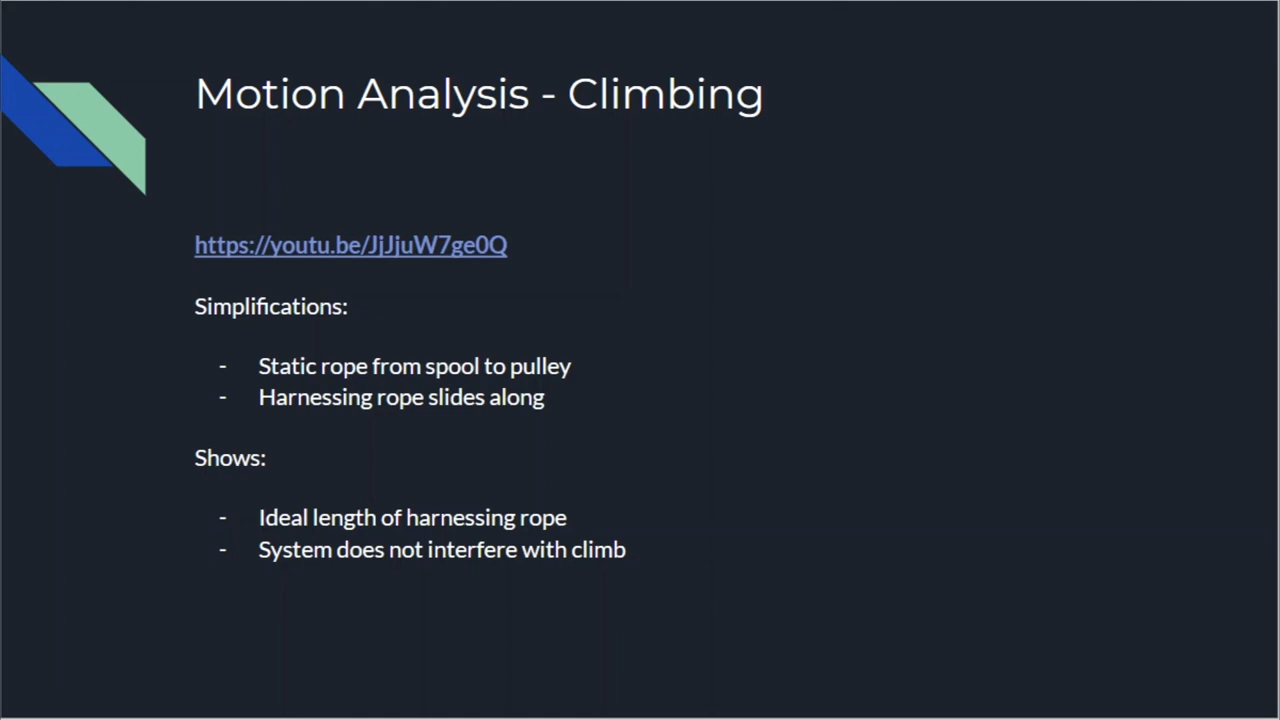 Motion Analysis - Climbing
https://youtu.be/JjJjuW7ge0Q
Simplifications:
- Static rope from spool to pulley
- Harnessing rope slides along
Shows:
- Ideal length of harnessing rope
- System does not interfere with climb